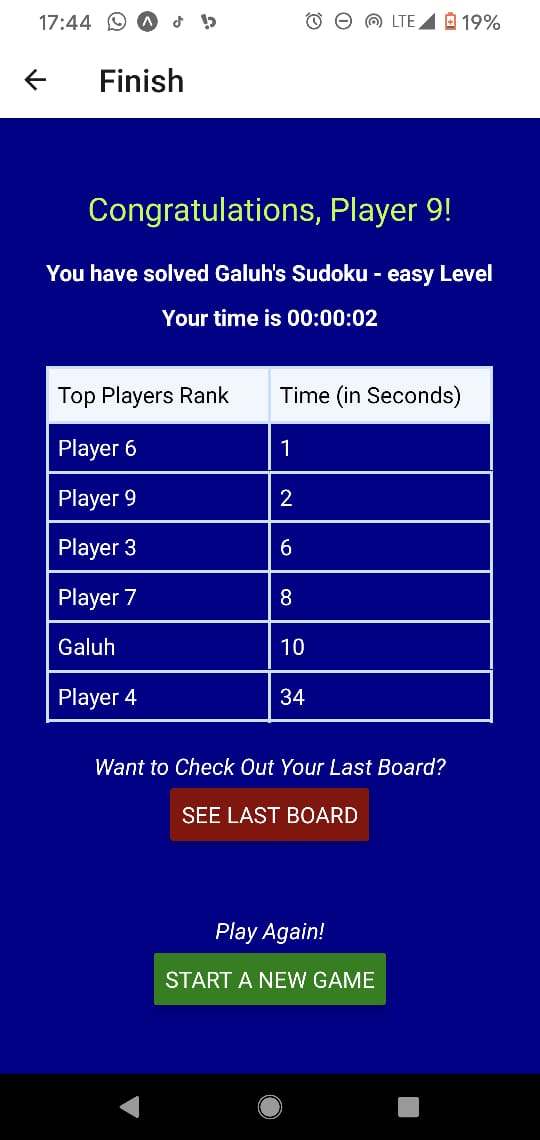 17:44 LTE 19%
Finish
Congratulations, Player 9!
You have solved Galuh's Sudoku - easy Level
Your time is 00:00:02
Top Players Rank Time (in Seconds)
Player 6 1
Player 9 2
Player 3 6
Player 7 8
Galuh 10
Player 4 34
Want to Check Out Your Last Board?
SEE LAST BOARD
Play Again!
START A NEW GAME